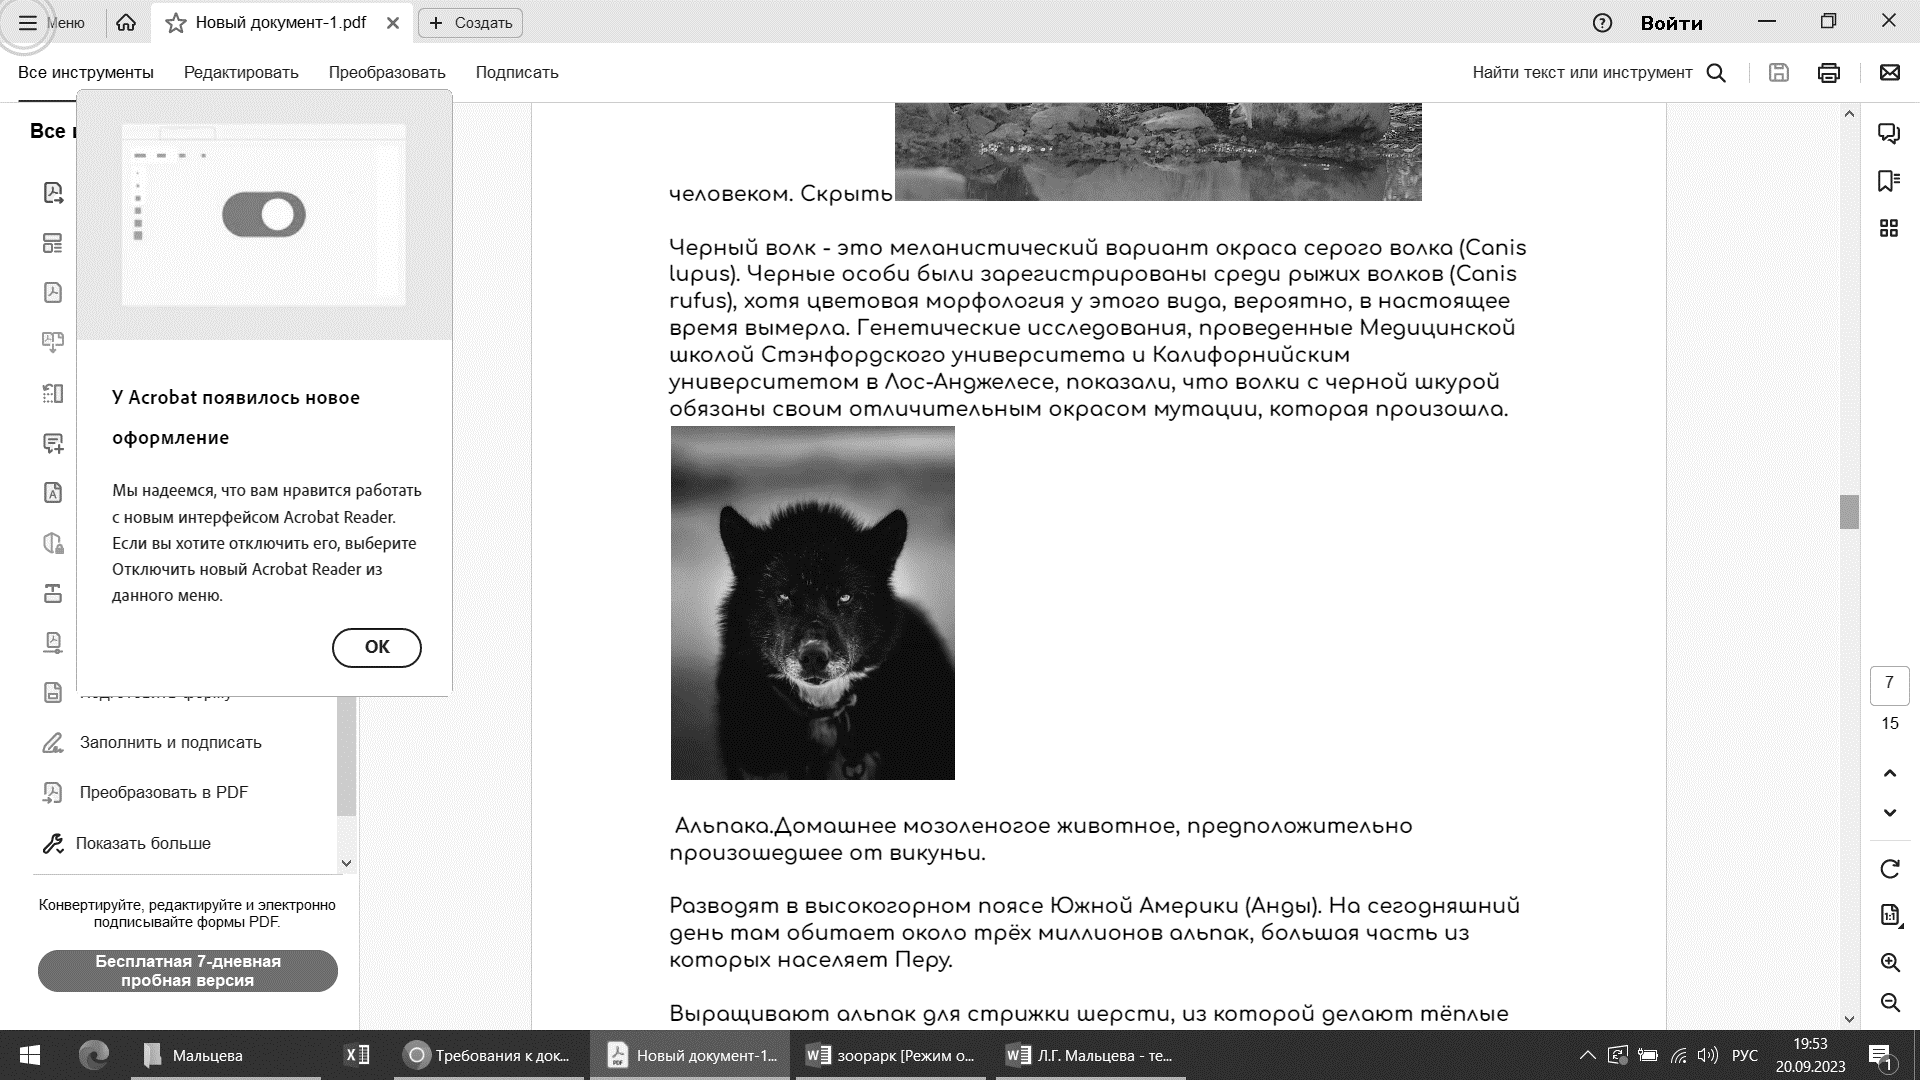 Меню
Новый документ-1.pdf
Создать
Войти
Все инструменты
Редактировать
Преобразовать
Подписать
Найти текст или инструмент
Все
У Acrobat появилось новое
оформление
Мы надеемся, что вам нравится работать
с новым интерфейсом Acrobat Reader.
Если вы хотите отключить его, выберите
Отключить новый Acrobat Reader из
данного меню.
ОК
Заполнить и подписать
Преобразовать в PDF
Показать больше
Конвертируйте, редактируйте и электронно
подписывайте формы PDF.
Бесплатная 7-дневная
пробная версия
человеком. Скрыть
Черный волк - это меланистический вариант окраса серого волка (Canis
lupus). Черные особи были зарегистрированы среди рыжих волков (Canis
rufus), хотя цветовая морфология у этого вида, вероятно, в настоящее
время вымерла. Генетические исследования, проведенные Медицинской
школой Стэнфордского университета и Калифорнийским
университетом в Лос-Анджелесе, показали, что волки с черной шкурой
обязаны своим отличительным окрасом мутации, которая произошла.
Альпака.Домашнее мозоленогое животное, предположительно
произошедшее от викуньи.
Разводят в высокогорном поясе Южной Америки (Анды). На сегодняшний
день там обитает около трёх миллионов альпак, большая часть из
которых населяет Перу.
Выращивают альпак для стрижки шерсти, из которой делают тёплые
7
15
1:1
Мальцева
Требования к док...
Новый документ-1...
зоорарк [Режим о...
Л.Г. Мальцева - те...
РУС
19:53
20.09.2023
1